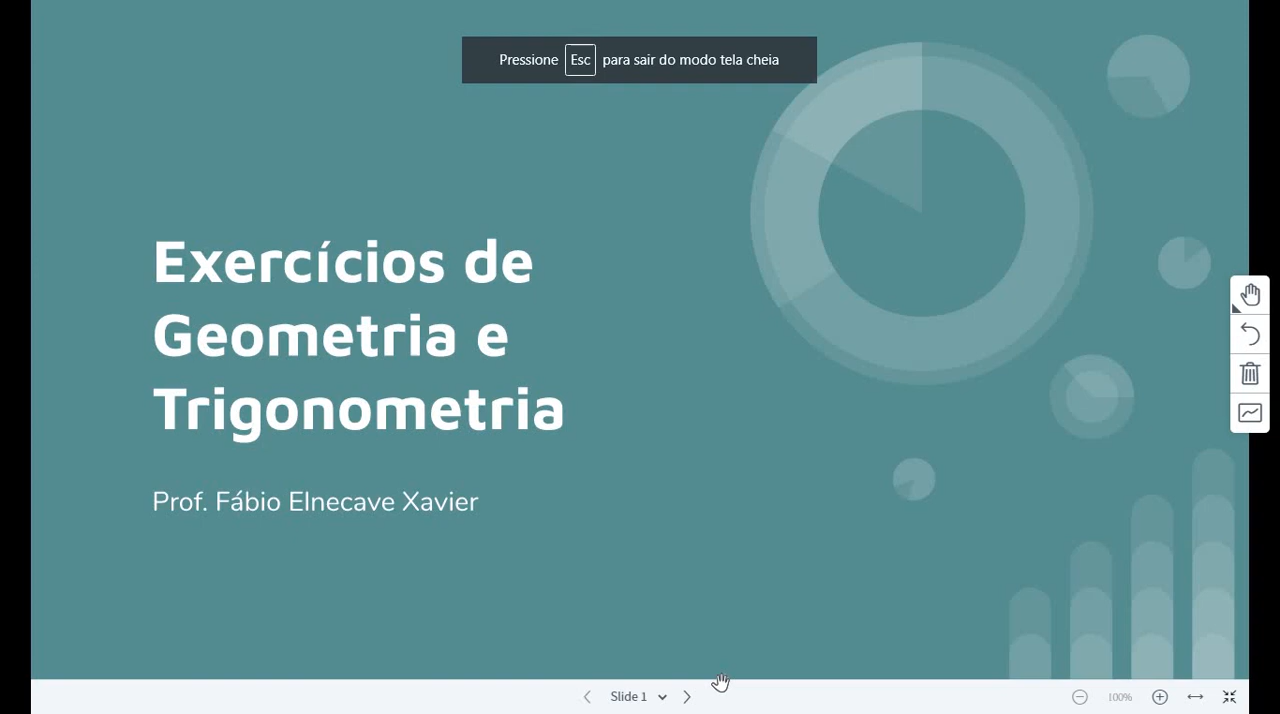 Pressione Esc para sair do modo tela cheia
Exercícios de
Geometria e
Trigonometria
Prof. Fábio Elnecave Xavier
Slide 1
100%